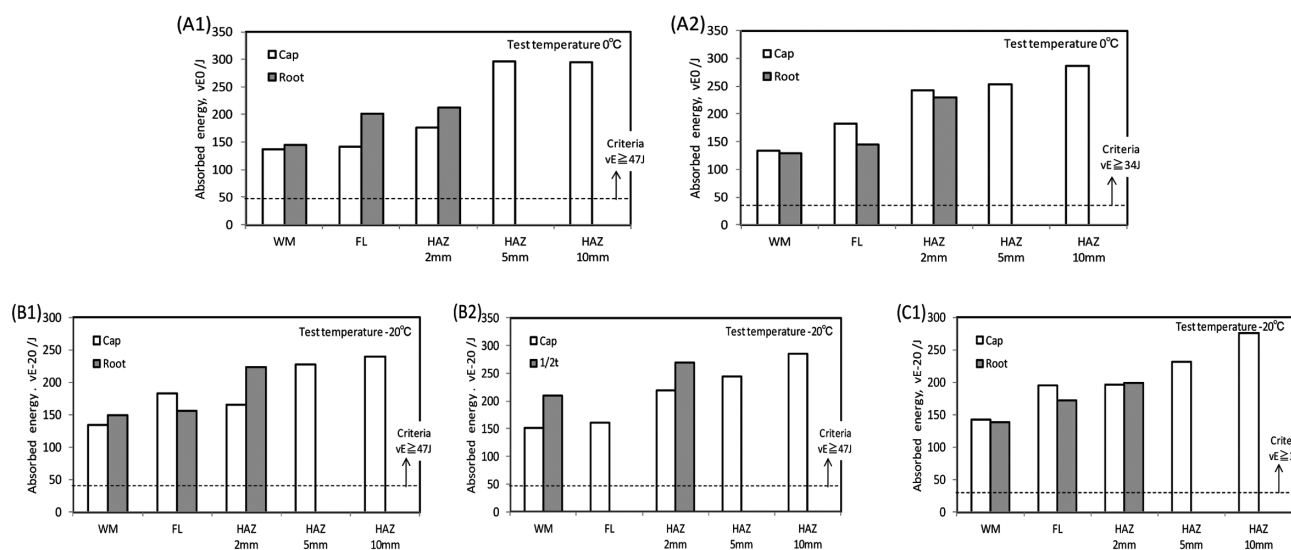 (A1)
350
300
250
200
150
100
50
0
Absorbed energy, vE0 /J
Cap
Root
Test temperature 0℃
Criteria
vE≧47J
WM
FL
HAZ
2mm
HAZ
5mm
HAZ
10mm
(A2)
350
300
250
200
150
100
50
0
Absorbed energy, vE0 /J
Cap
Root
Test temperature 0℃
Criteria
vE≧34J
WM
FL
HAZ
2mm
HAZ
5mm
HAZ
10mm
(B1)
300
250
200
150
100
50
0
Absorbed energy. vE-20 /J
Cap
Root
Test temperature -20℃
Criteria
vE≧47J
WM
FL
HAZ
2mm
HAZ
5mm
HAZ
10mm
(B2)
350
300
250
200
150
100
50
0
Absorbed energy. vE-20 /J
Cap
1/2t
Test temperature -20℃
Criteria
vE≧47J
WM
FL
HAZ
2mm
HAZ
5mm
HAZ
10mm
(C1)
300
250
200
150
100
50
0
Absorbed energy. vE-20 /J
Cap
Root
Test temperature -20℃
Crite
vE≧
WM
FL
HAZ
2mm
HAZ
5mm
HAZ
10mm